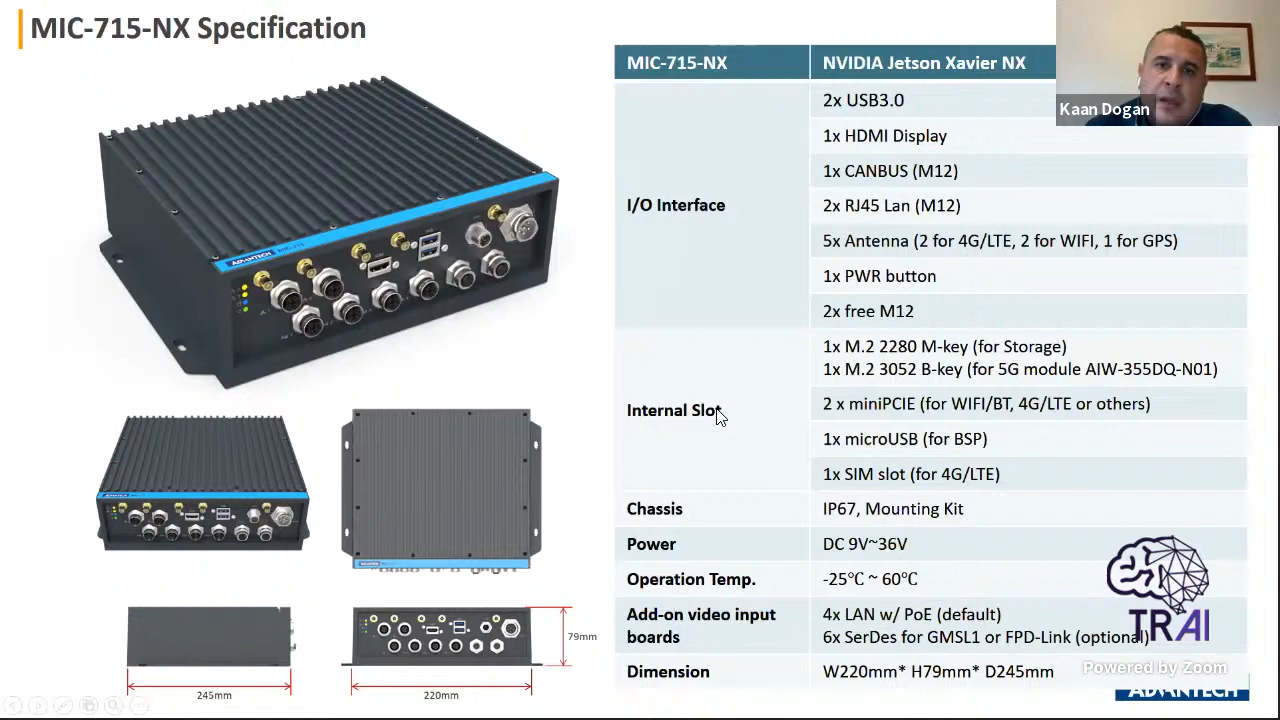 MIC-715-NX Specification
MIC-715-NX
NVIDIA Jetson Xavier NX
Kaan Dogan
I/O Interface
2x USB3.0
1x HDMI Display
1x CANBUS (M12)
2x RJ45 Lan (M12)
5x Antenna (2 for 4G/LTE, 2 for WIFI, 1 for GPS)
1x PWR button
2x free M12
Internal Slot
1x M.2 2280 M-key (for Storage)
1x M.2 3052 B-key (for 5G module AIW-355DQ-N01)
2 x miniPCIE (for WIFI/BT, 4G/LTE or others)
1x microUSB (for BSP)
1x SIM slot (for 4G/LTE)
Chassis
IP67, Mounting Kit
Power
DC 9V~36V
Operation Temp.
-25℃ ~ 60℃
Add-on video input
boards
4x LAN w/ PoE (default)
6x SerDes for GMSL1 or FPD-Link (optional)
Dimension
W220mm* H79mm* D245mm
ADVANTECH MIC-715
79mm
245mm
220mm
TRAI
Powered by Zoom
ADVANTECH